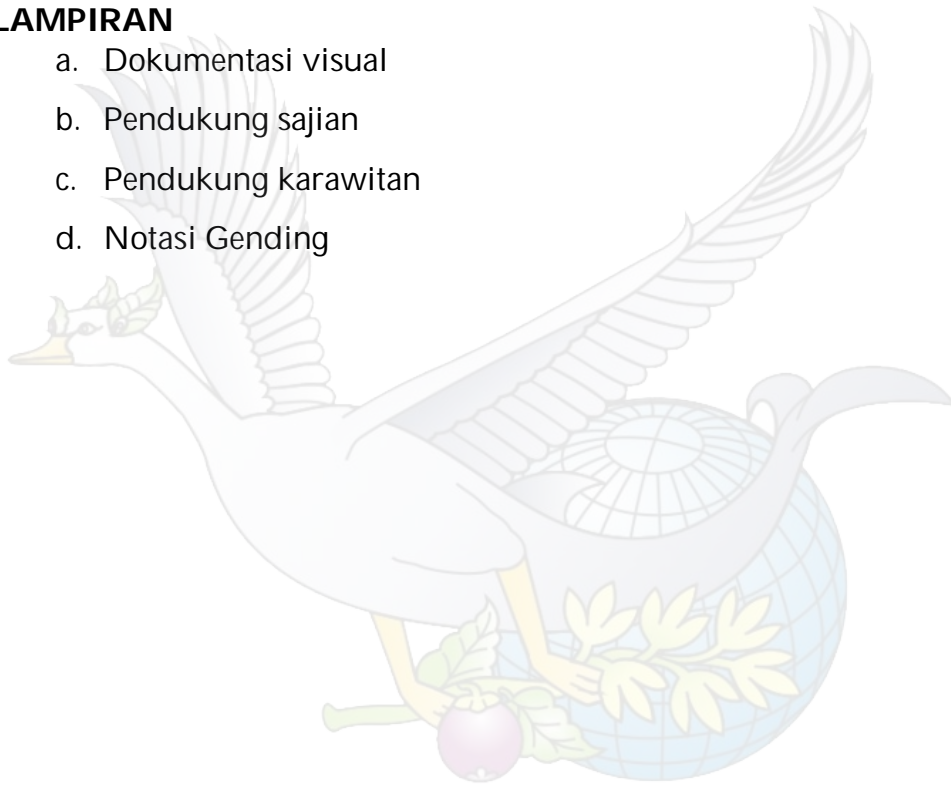 LAMPIRAN
a. Dokumentasi visual
b. Pendukung sajian
c. Pendukung karawitan
d. Notasi Gending